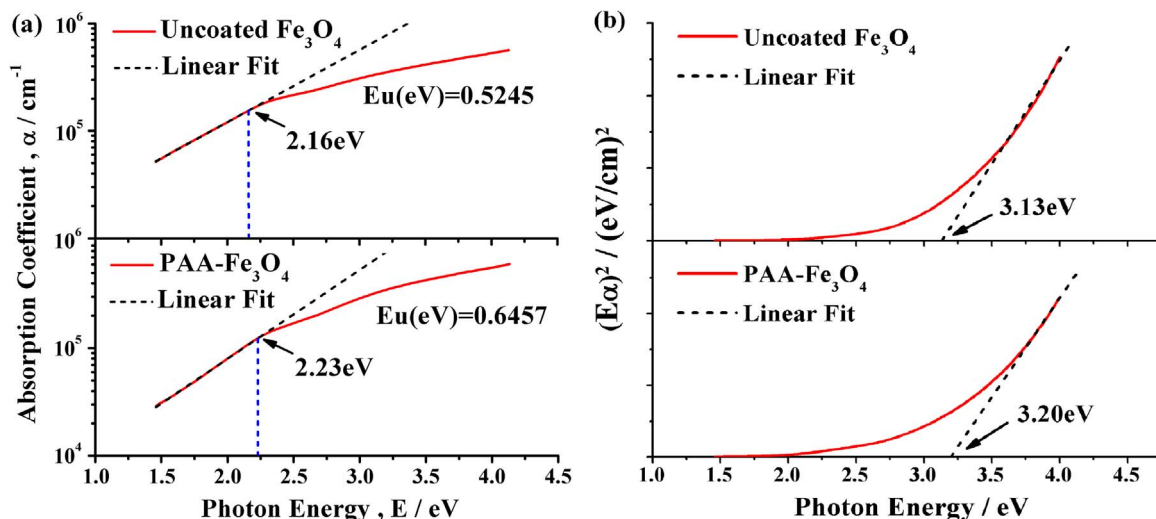 (a)
10^6
Uncoated Fe3O4
Linear Fit
Eu(eV)=0.5245
10^5
2.16eV
10^6
PAA-Fe3O4
Linear Fit
Eu(eV)=0.6457
10^5
2.23eV
10^4
1.0 1.5 2.0 2.5 3.0 3.5 4.0 4.5
Photon Energy , E / eV
Absorption Coefficient , α / cm^-1
(b)
Uncoated Fe3O4
Linear Fit
3.13eV
PAA-Fe3O4
Linear Fit
3.20eV
1.0 1.5 2.0 2.5 3.0 3.5 4.0 4.5
Photon Energy / eV
(Eα)^2 / (eV/cm)^2